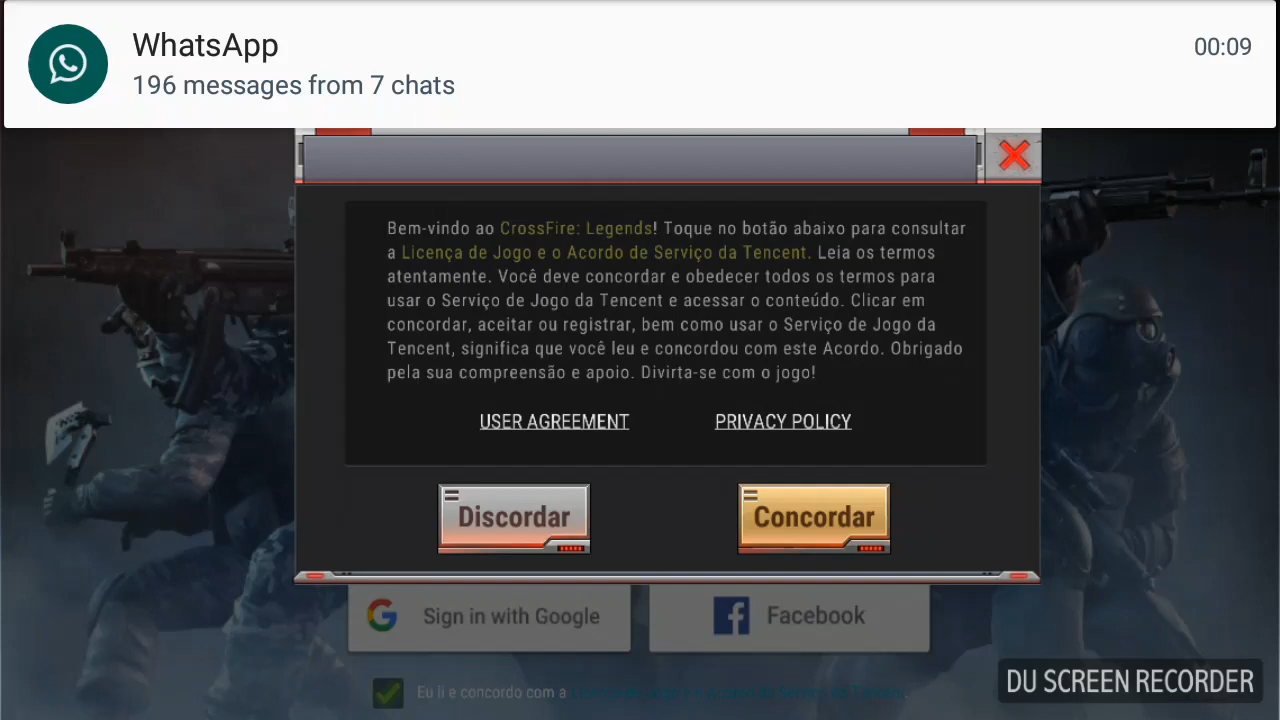 WhatsApp
00:09
196 messages from 7 chats
Bem-vindo ao CrossFire: Legends! Toque no botão abaixo para consultar
a Licença de Jogo e o Acordo de Serviço da Tencent. Leia os termos
atentamente. Você deve concordar e obedecer todos os termos para
usar o Serviço de Jogo da Tencent e acessar o conteúdo. Clicar em
concordar, aceitar ou registrar, bem como usar o Serviço de Jogo da
Tencent, significa que você leu e concordou com este Acordo. Obrigado
pela sua compreensão e apoio. Divirta-se com o jogo!
USER AGREEMENT PRIVACY POLICY
Discordar Concordar
Sign in with Google Facebook
Eu li e concordo com a
DU SCREEN RECORDER